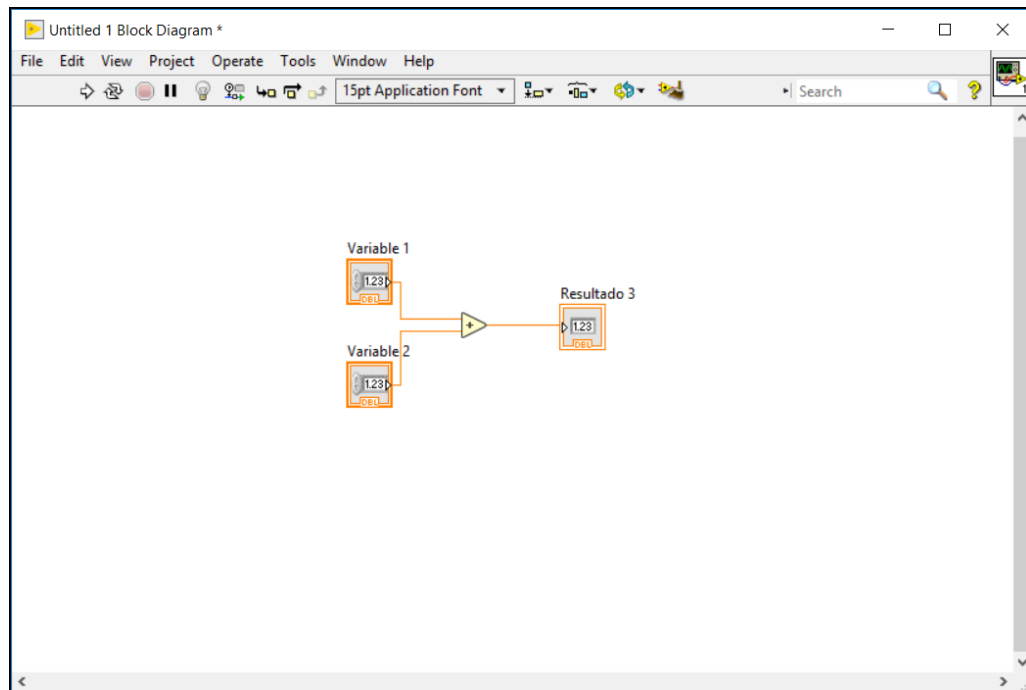 Untitled 1 Block Diagram *
File Edit View Project Operate Tools Window Help
15pt Application Font Search ? 1
Variable 1
1.23
DBL
+
Resultado 3
1.23
DBL
Variable 2
1.23
DBL